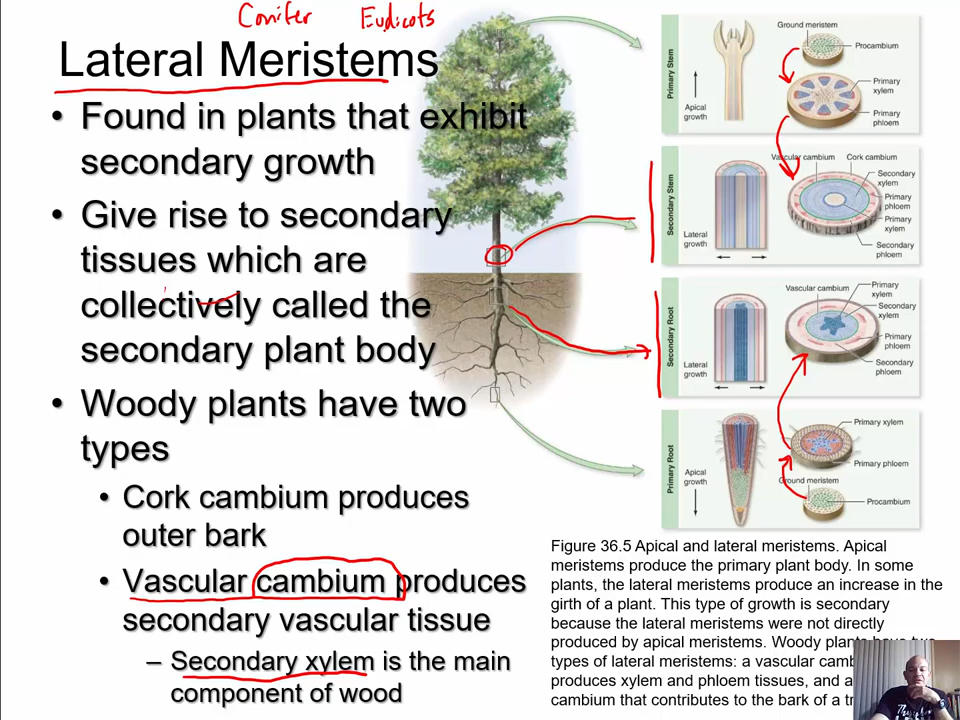 Conifer Eudicots
Lateral Meristems
• Found in plants that exhibit
secondary growth
• Give rise to secondary
tissues which are
collectively called the
secondary plant body
• Woody plants have two
types
• Cork cambium produces
outer bark
• Vascular cambium produces
secondary vascular tissue
– Secondary xylem is the main
component of wood
Primary Stem
Apical
growth
Ground meristem
Procambium
Primary
xylem
Primary
phloem
Secondary Stem
Lateral
growth
Vascular cambium
Cork cambium
Secondary
xylem
Primary
phloem
Primary
xylem
Secondary
phloem
Secondary Root
Lateral
growth
Vascular cambium
Primary
xylem
Secondary
xylem
Primary
phloem
Secondary
phloem
Primary Root
Apical
growth
Primary xylem
Primary phloem
Ground meristem
Procambium
Figure 36.5 Apical and lateral meristems. Apical
meristems produce the primary plant body. In some
plants, the lateral meristems produce an increase in the
girth of a plant. This type of growth is secondary
because the lateral meristems were not directly
produced by apical meristems. Woody plants have two
types of lateral meristems: a vascular
produces xylem and phloem tissues, and a
cambium that contributes to the bark of a